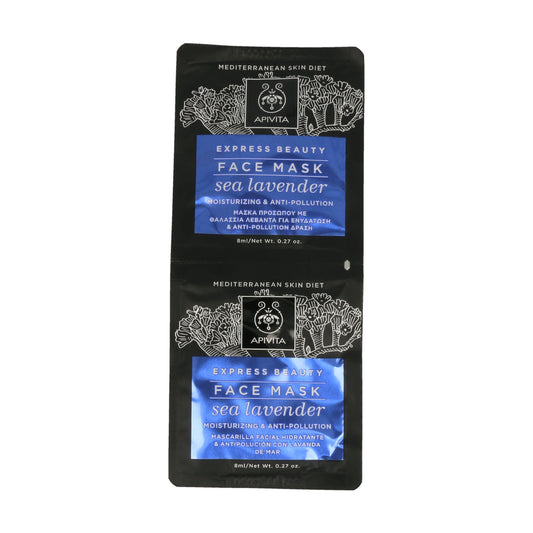 MEDITERRANEAN SKIN DIET
APIVITA
EXPRESS BEAUTY
FACE MASK
sea lavender
MOISTURIZING & ANTI-POLLUTION
ΜΑΣΚΑ ΠΡΟΣΩΠΟΥ ΜΕ
ΘΑΛΑΣΣΙΑ ΛΕΒΑΝΤΑ ΓΙΑ ΕΝΥΔΑΤΩΣΗ
& ANTI-POLLUTION ΔΡΑΣΗ
8ml/Net Wt. 0.27 oz.
MEDITERRANEAN SKIN DIET
APIVITA
EXPRESS BEAUTY
FACE MASK
sea lavender
MOISTURIZING & ANTI-POLLUTION
MASCARILLA FACIAL HIDRATANTE
& ANTIPOLUCIÓN CON LAVANDA
DE MAR
8ml/Net Wt. 0.27 oz.